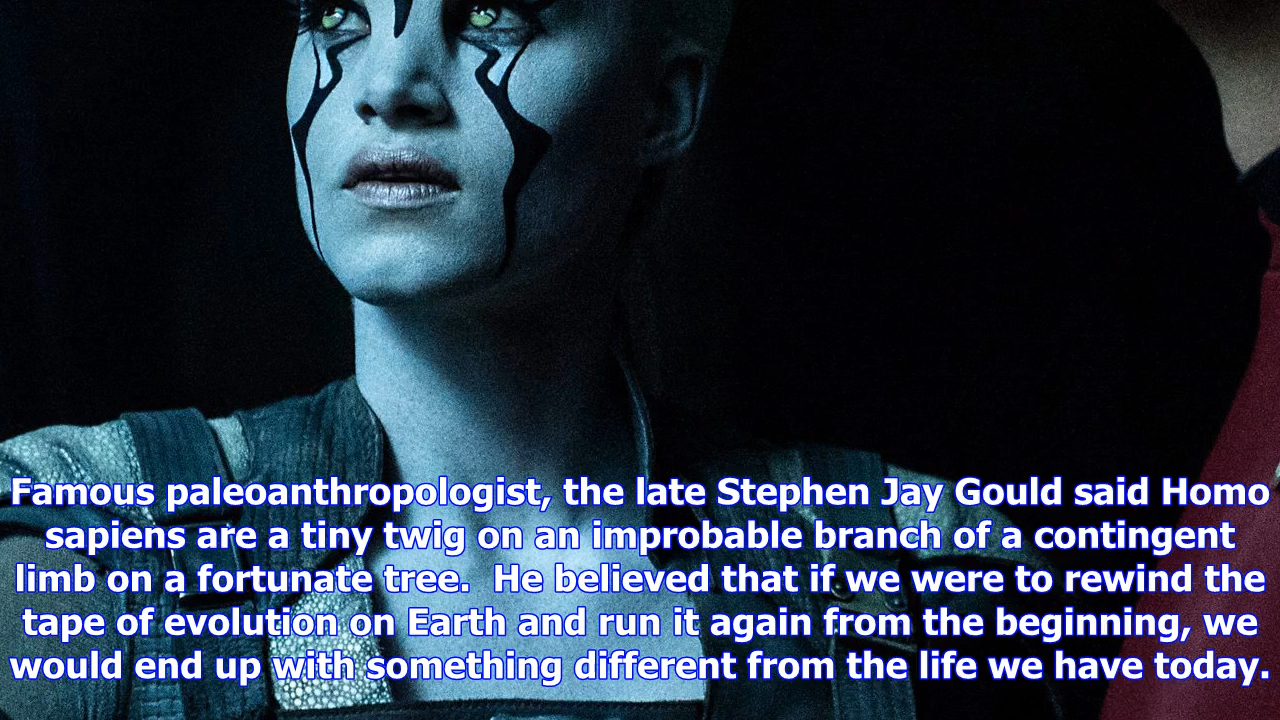 Famous paleoanthropologist, the late Stephen Jay Gould said Homo
sapiens are a tiny twig on an improbable branch of a contingent
limb on a fortunate tree.  He believed that if we were to rewind the
tape of evolution on Earth and run it again from the beginning, we
would end up with something different from the life we have today.